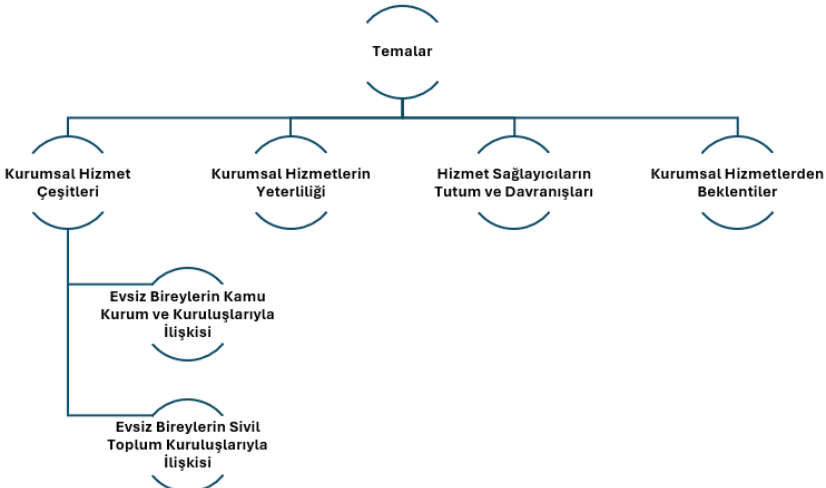 Temalar
Kurumsal Hizmet
Çeşitleri
Kurumsal Hizmetlerin
Yeterliliği
Hizmet Sağlayıcıların
Tutum ve Davranışları
Kurumsal Hizmetlerden
Beklentiler
Evsiz Bireylerin Kamu
Kurum ve Kuruluşlarıyla
İlişkisi
Evsiz Bireylerin Sivil
Toplum Kuruluşlarıyla
İlişkisi